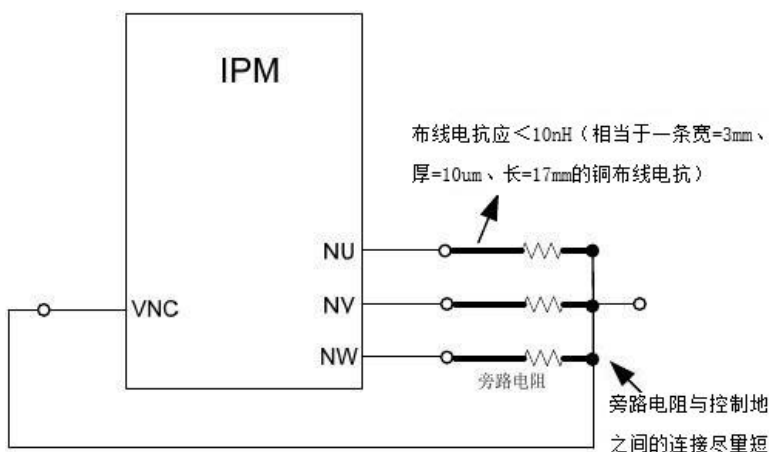 IPM
布线电抗应＜10nH（相当于一条宽=3mm、
厚=10um、长=17mm的铜布线电抗）
NU
VNC
NV
NW
旁路电阻
旁路电阻与控制地
之间的连接尽量短